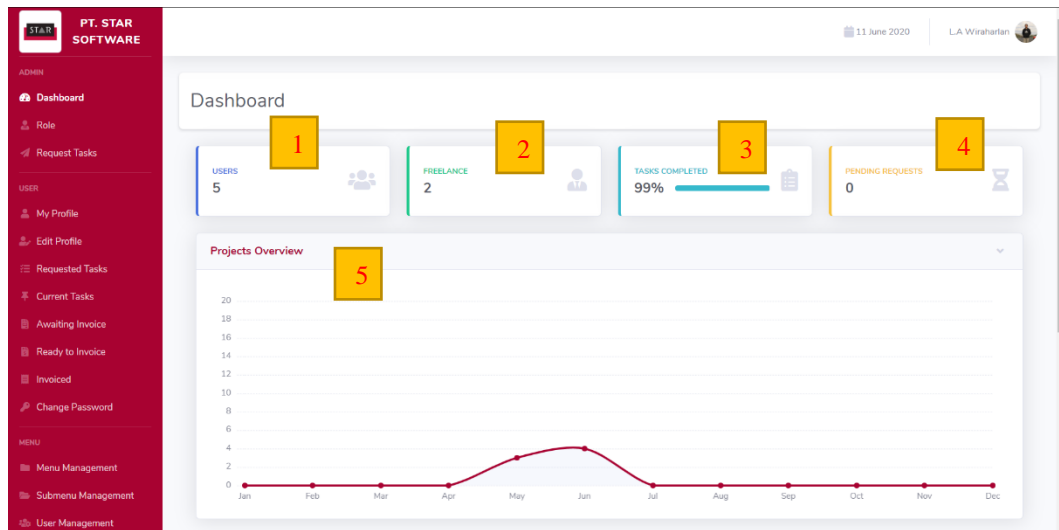 STAR
PT. STAR
SOFTWARE
11 June 2020
I..A Wirahartari
ADMIN
Dashboard
Role
Request Tasks
USER
My Profile
Edit Profile
Requested Tasks
Current Tasks
Awaiting Invoice
Ready to Invoice
Invoiced
Change Password
MENU
Menu Management
Submenu Management
User Management
Dashboard
1
USERS
5
2
FREELANCE
2
3
TASKS COMPLETED
99%
4
PENDING REQUESTS
0
Projects Overview
5
20
18
16
14
12
10
8
6
4
2
0
Jan Feb Mar Apr May Jun Jul Aug Sep Oct Nov Dec